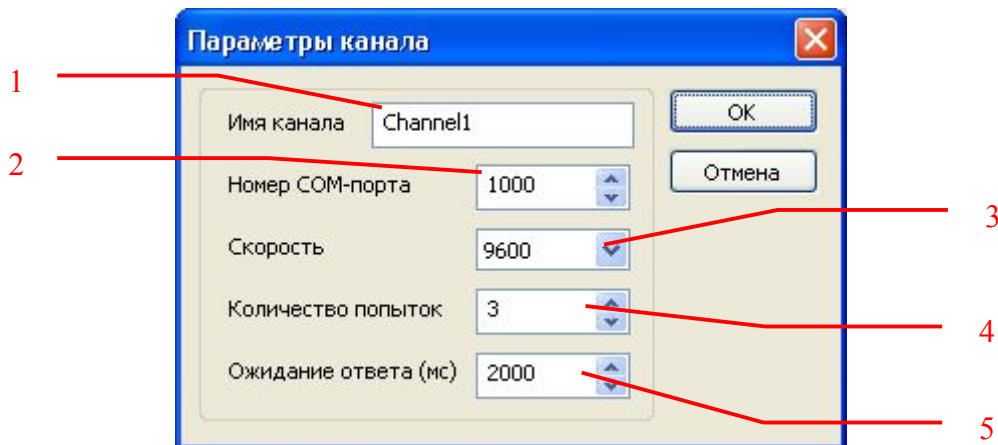 Параметры канала
1
Имя канала Channel1
OK
2
Номер COM-порта 1000
Отмена
3
Скорость 9600
Количество попыток 3
4
Ожидание ответа (мс) 2000
5